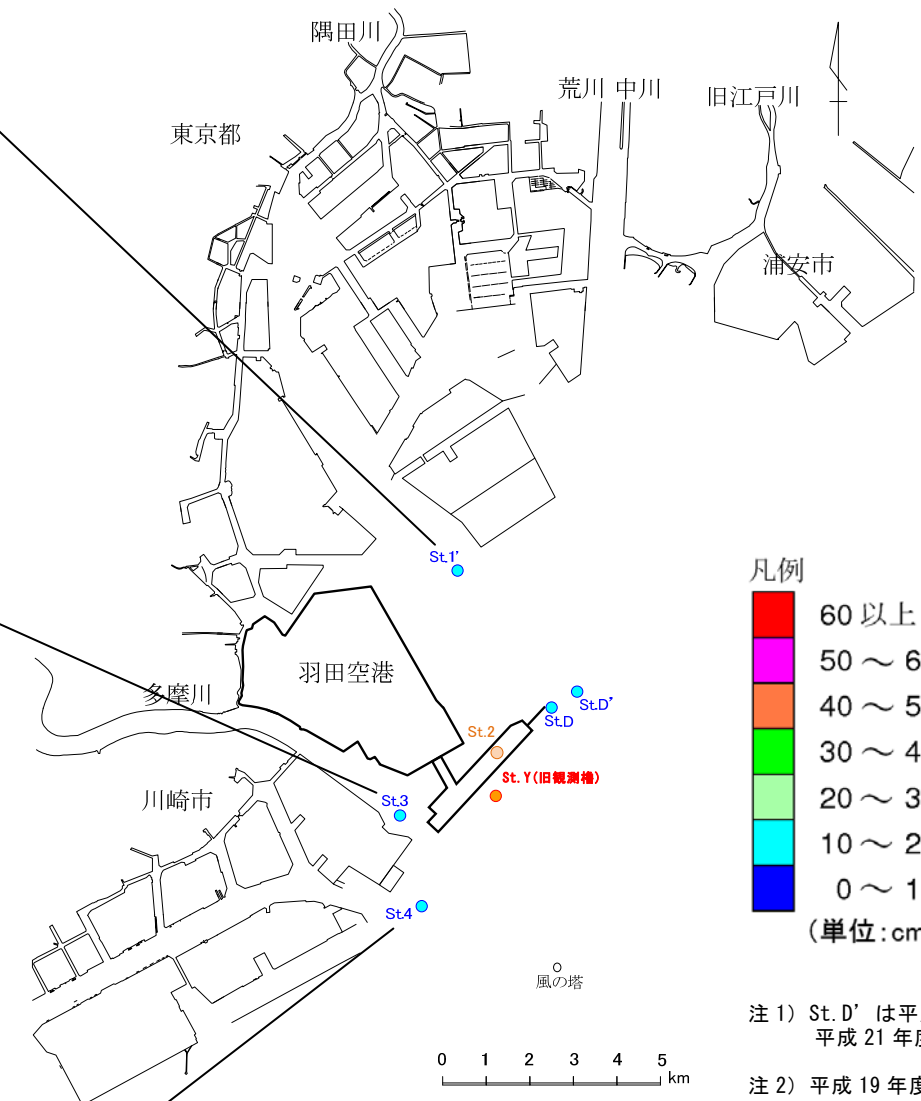 隅田川
荒川 中川
旧江戸川
東京都
浦安市
St.1'
凡例
60 以上
50 ～ 6
40 ～ 5
30 ～ 4
20 ～ 3
10 ～ 2
0 ～ 1
(単位:cm
羽田空港
多摩川
St.D'
St.D
St.2
St.Y(旧観測櫓)
川崎市
St.3
St.4
風の塔
0 1 2 3 4 5
km
注 1) St.D' は平
平成 21 年度
注 2) 平成 19 年度